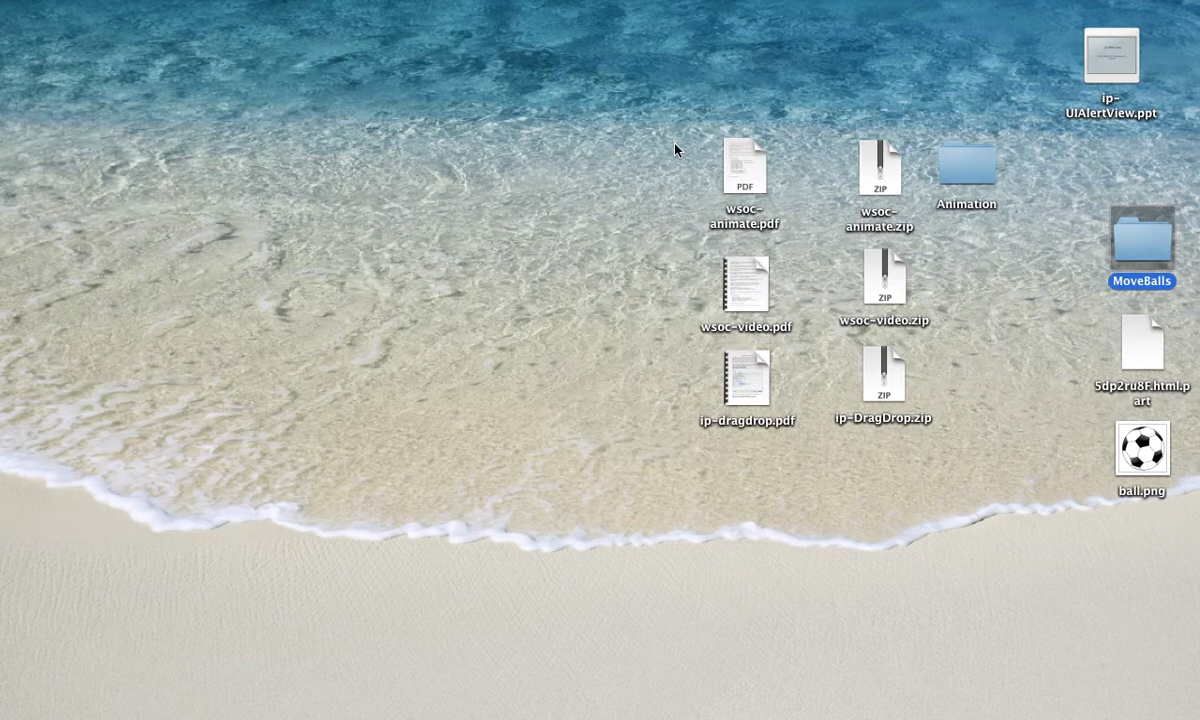 ip-
UIAlertView.ppt
PDF
wsoc-
animate.pdf
ZIP
wsoc-
animate.zip
Animation
MoveBalls
wsoc-video.pdf
ZIP
wsoc-video.zip
5dp2ru8F.html.p
art
ip-dragdrop.pdf
ZIP
ip-DragDrop.zip
ball.png